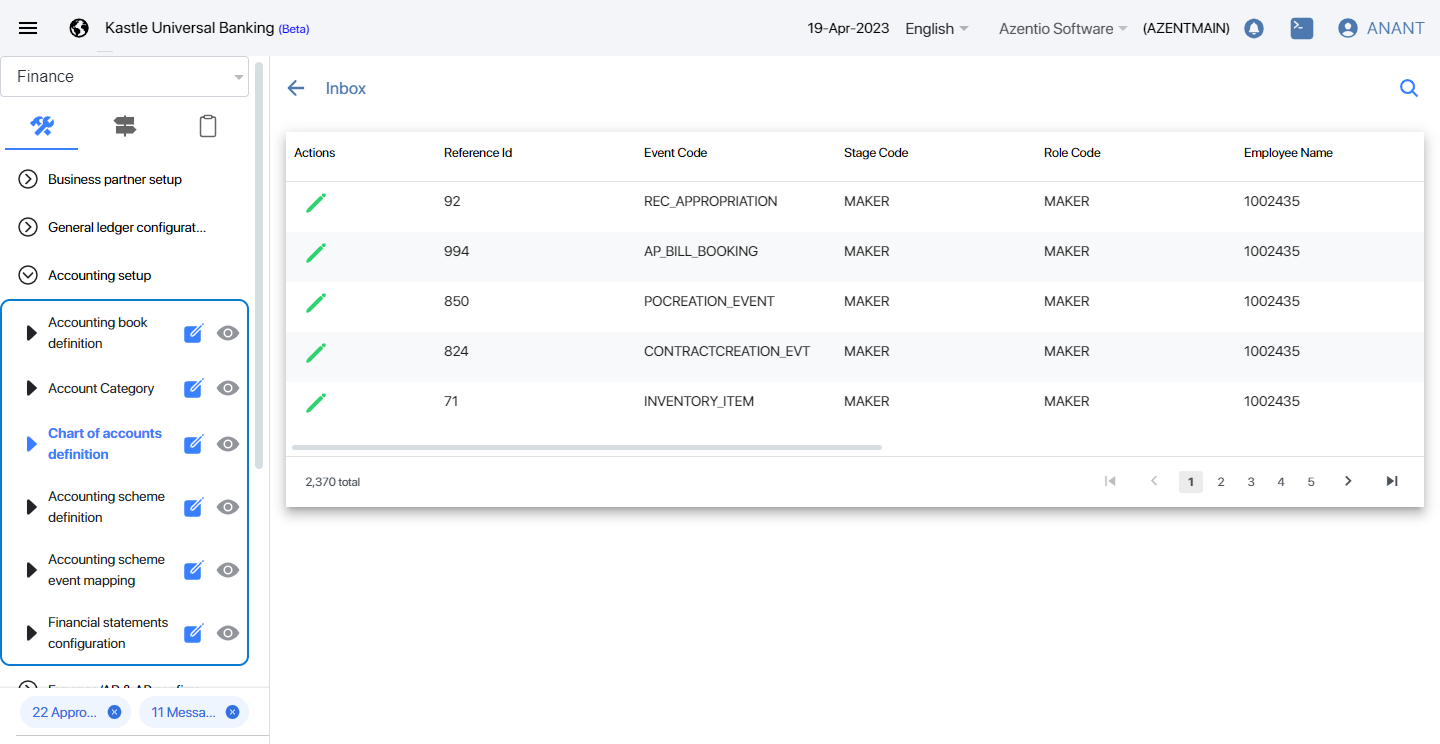 Kastle Universal Banking (Beta)
19-Apr-2023 English Azentio Software (AZENTMAIN) ANANT
Finance
Business partner setup
General ledger configurat...
Accounting setup
Accounting book
definition
Account Category
Chart of accounts
definition
Accounting scheme
definition
Accounting scheme
event mapping
Financial statements
configuration
22 Appro...
11 Messa...
Inbox
Actions Reference Id Event Code Stage Code Role Code Employee Name
92 REC_APPROPRIATION MAKER MAKER 1002435
994 AP_BILL_BOOKING MAKER MAKER 1002435
850 POCREATION_EVENT MAKER MAKER 1002435
824 CONTRACTCREATION_EVT MAKER MAKER 1002435
71 INVENTORY_ITEM MAKER MAKER 1002435
2,370 total
1 2 3 4 5